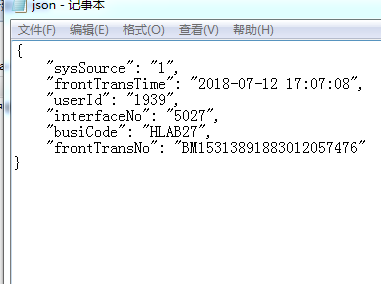 json - 记事本
文件(F) 编辑(E) 格式(O) 查看(V) 帮助(H)
{
"sysSource": "1",
"frontTransTime": "2018-07-12 17:07:08",
"userId": "1939",
"interfaceNo": "5027",
"busiCode": "HLAB27",
"frontTransNo": "BM15313891883012057476"
}